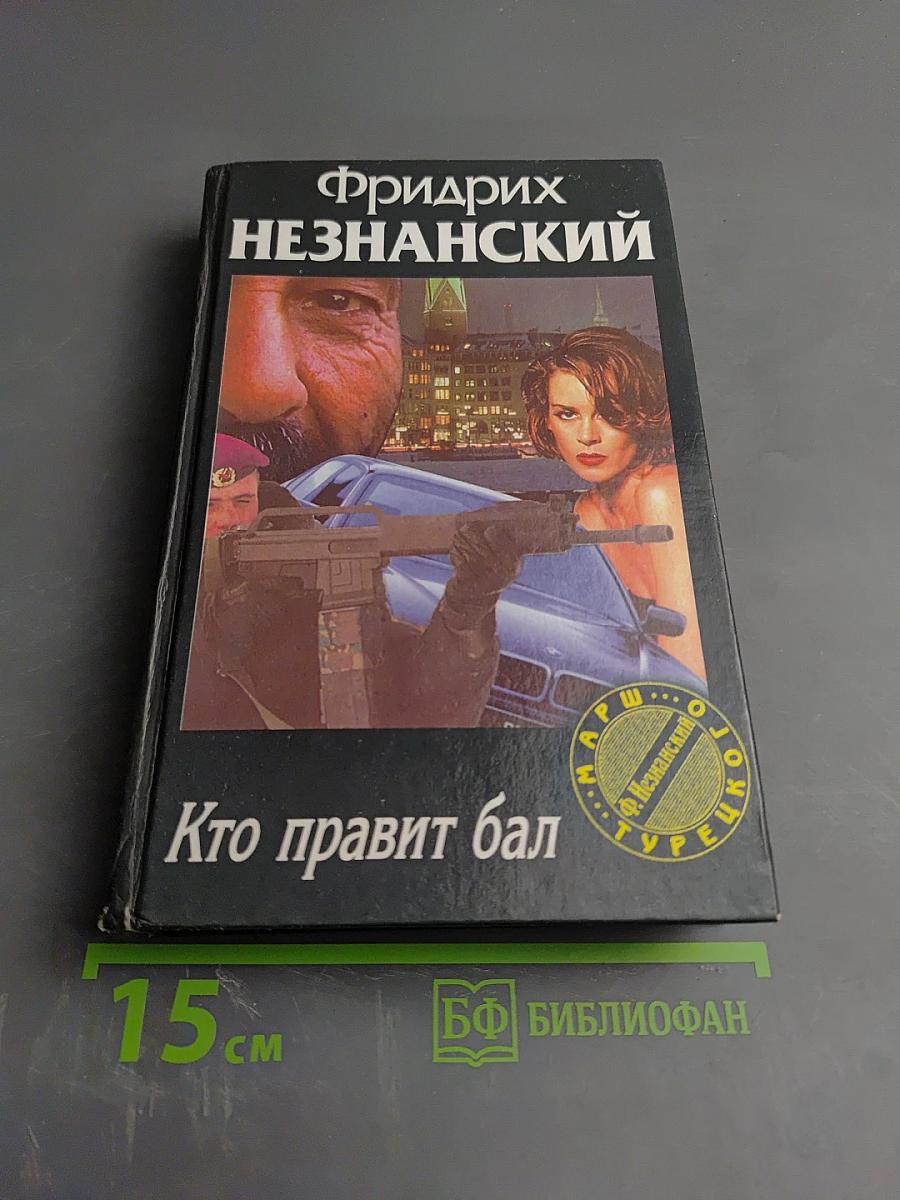 Фридрих
НЕЗНАНСКИЙ
МАРШ...
ТУРЕЦКОГО...
Ф. Незнанский
Кто правит бал
15 см
БФ БИБЛИОФАН